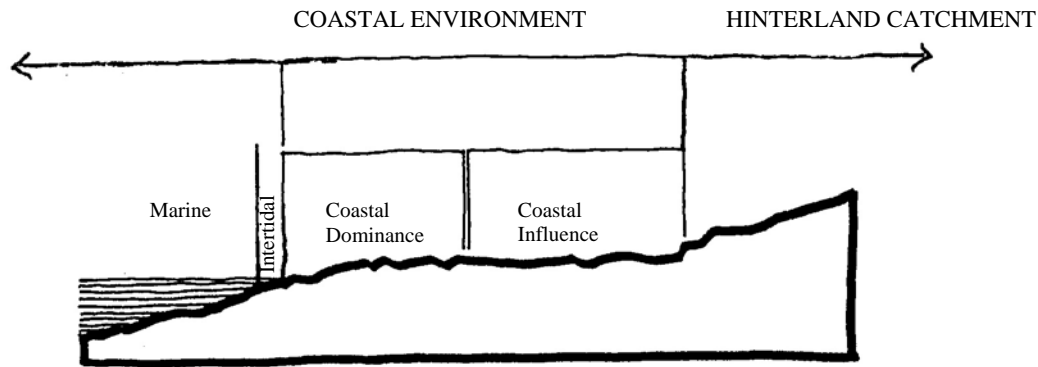 COASTAL ENVIRONMENT
HINTERLAND CATCHMENT
Marine
Intertidal
Coastal
Dominance
Coastal
Influence